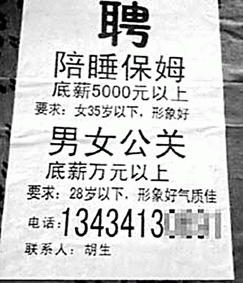 聘
陪睡保姆
底薪5000元以上
要求：女35岁以下，形象好
男女公关
底薪万元以上
要求：28岁以下，形象好气质佳
电话：1343413
联系人：胡生